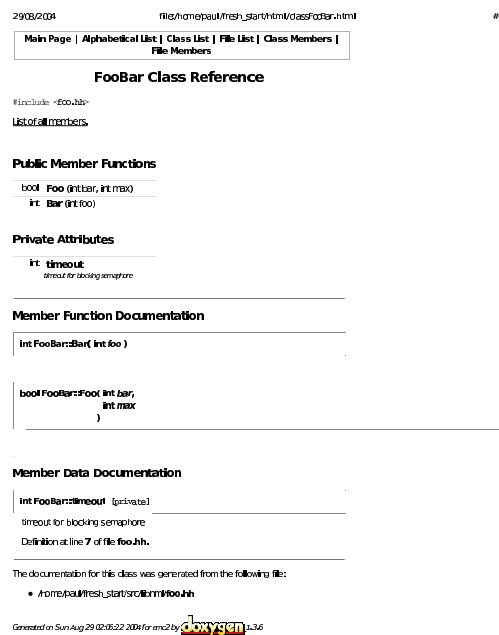 29/08/2004 file:/home/paul/fresh_start/html/classFooBar.html #
Main Page | Alphabetical List | Class List | File List | Class Members |
File Members
FooBar Class Reference
#include <foo.hh>
List of all members.
Public Member Functions
bool Foo (int bar, int max)
int Bar (int foo)
Private Attributes
int timeout
timeout for blocking semaphore
Member Function Documentation
int FooBar::Bar( int foo )
bool FooBar::Foo( int bar,
int max
)
Member Data Documentation
int FooBar::timeout [private]
timeout for blocking semaphore
Definition at line 7 of file foo.hh.
The documentation for this class was generated from the following file:
• /home/paul/fresh_start/src/libnml/foo.hh
Generated on Sun Aug 29 02:06:22 2004 for emc2 by doxygen 1.3.6